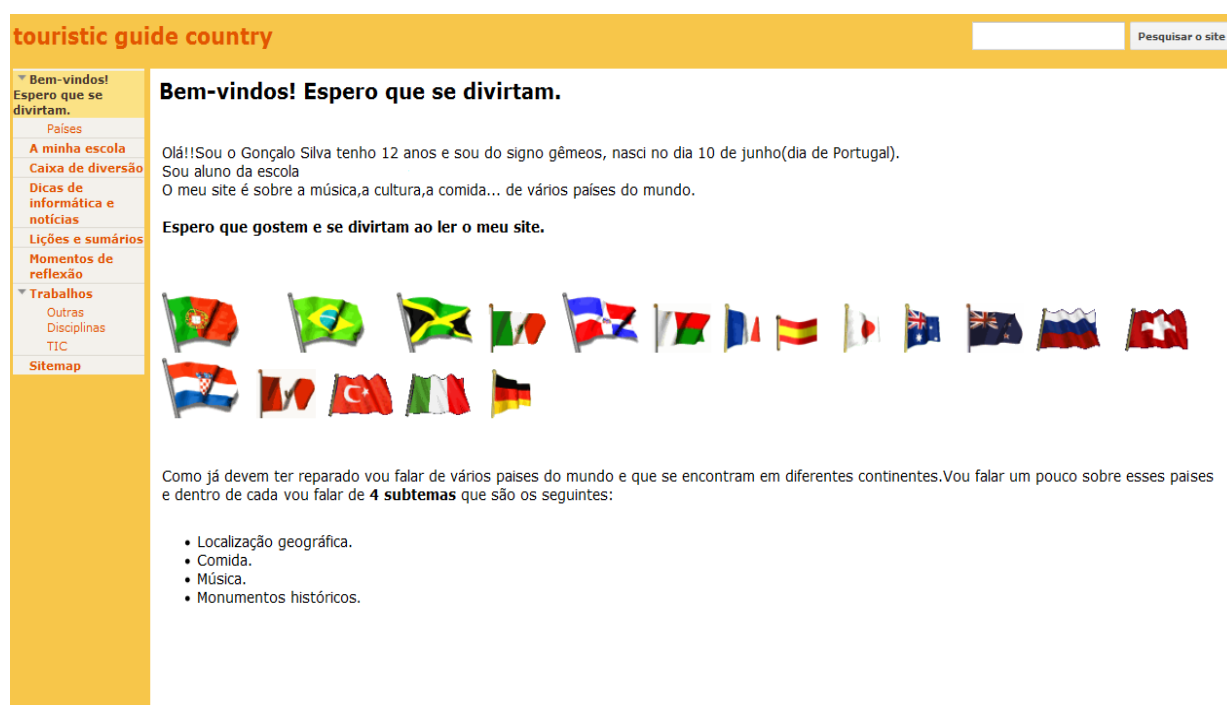 touristic guide country
Pesquisar o site
Bem-vindos!
Espero que se
divirtam.
Países
A minha escola
Caixa de diversão
Dicas de
informática e
notícias
Lições e sumários
Momentos de
reflexão
Trabalhos
Outras
Disciplinas
TIC
Sitemap
Bem-vindos! Espero que se divirtam.
Olá!!Sou o Gonçalo Silva tenho 12 anos e sou do signo gêmeos, nasci no dia 10 de junho(dia de Portugal).
Sou aluno da escola
O meu site é sobre a música,a cultura,a comida... de vários países do mundo.
Espero que gostem e se divirtam ao ler o meu site.
Como já devem ter reparado vou falar de vários paises do mundo e que se encontram em diferentes continentes.Vou falar um pouco sobre esses paises
e dentro de cada vou falar de 4 subtemas que são os seguintes:
• Localização geográfica.
• Comida.
• Música.
• Monumentos históricos.